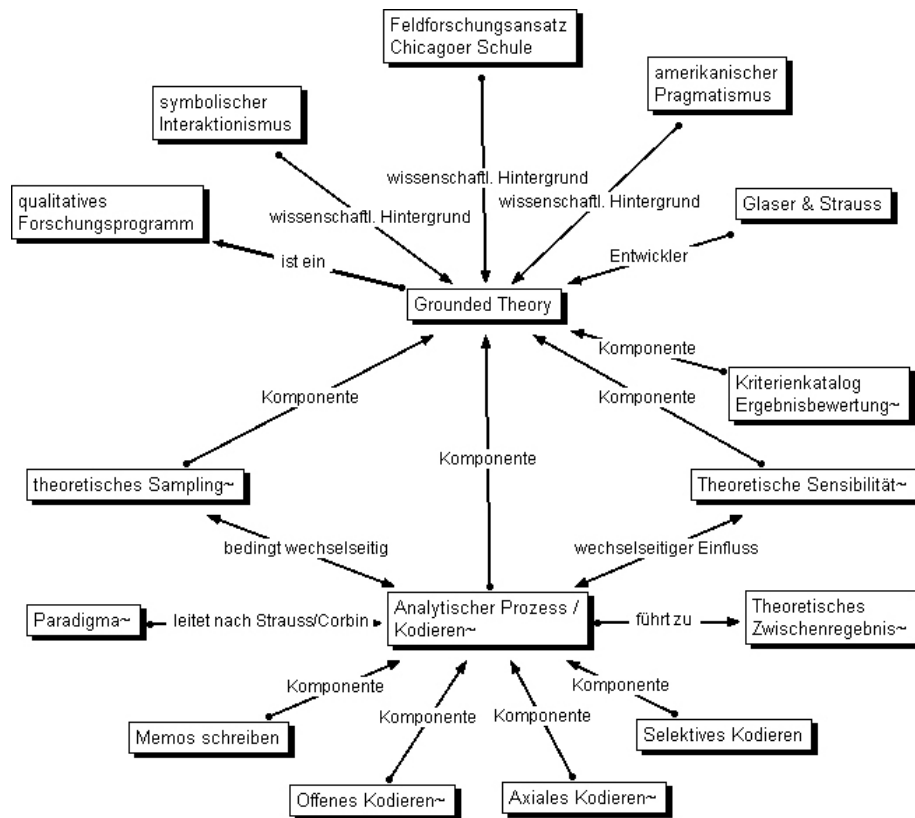 Feldforschungsansatz
Chicagoer Schule
amerikanischer
Pragmatismus
symbolischer
Interaktionismus
wissenschaftl. Hintergrund
wissenschaftl. Hintergrund
wissenschaftl. Hintergrund
qualitatives
Forschungsprogramm
Glaser & Strauss
ist ein
Entwickler
Grounded Theory
Komponente
Kriterienkatalog
Ergebnisbewertung~
Komponente
Komponente
Komponente
theoretisches Sampling~
Theoretische Sensibilität~
bedingt wechselseitig
wechselseitiger Einfluss
Paradigma~
leitet nach Strauss/Corbin
Analytischer Prozess /
Kodieren~
führt zu
Theoretisches
Zwischenregebnis~
Komponente
Komponente
Komponente
Komponente
Memos schreiben
Selektives Kodieren
Offenes Kodieren~
Axiales Kodieren~